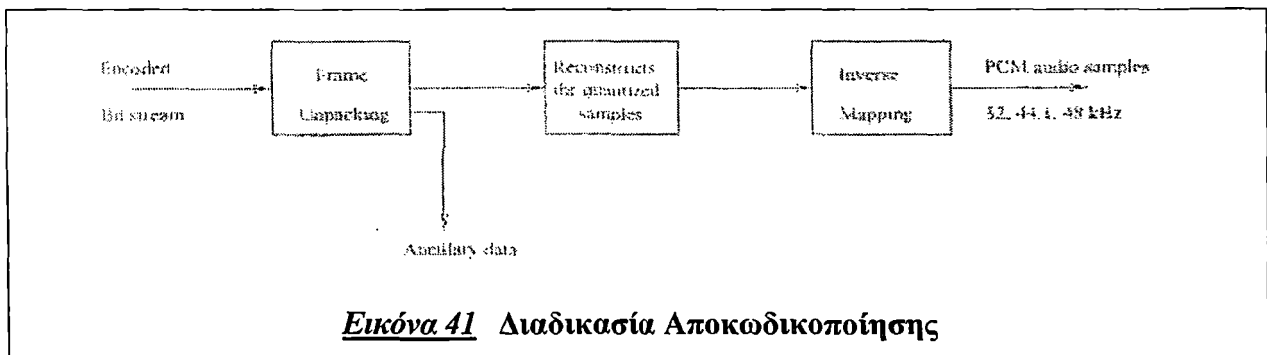 Encoded
Bit stream
Frame
Unpacking
Reconstructs
the quantized
samples
Inverse
Mapping
PCM audio samples
32, 44.1, 48 kHz
Ancillary data
Εικόνα 41 Διαδικασία Αποκωδικοποίησης